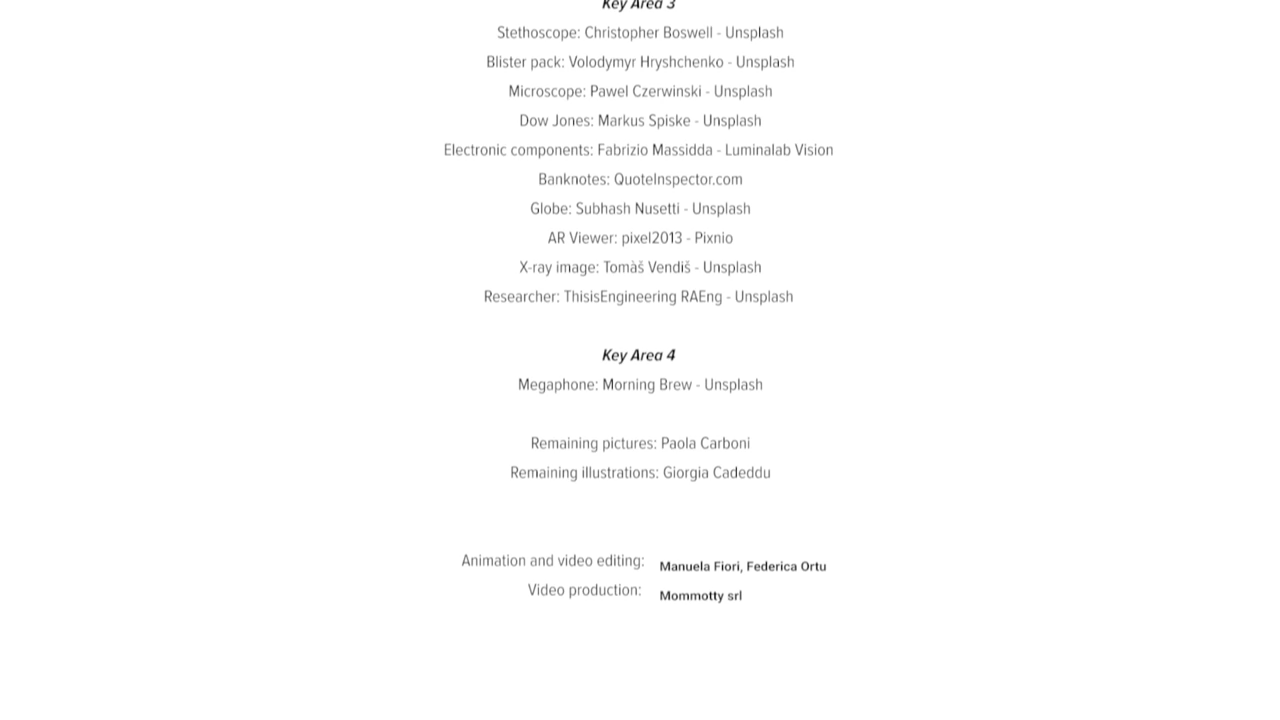 Key Area 3
Stethoscope: Christopher Boswell - Unsplash
Blister pack: Volodymyr Hryshchenko - Unsplash
Microscope: Pawel Czerwinski - Unsplash
Dow Jones: Markus Spiske - Unsplash
Electronic components: Fabrizio Massidda - Luminalab Vision
Banknotes: QuoteInspector.com
Globe: Subhash Nusetti - Unsplash
AR Viewer: pixel2013 - Pixnio
X-ray image: Tomàš Vendiš - Unsplash
Researcher: ThisisEngineering RAEng - Unsplash
Key Area 4
Megaphone: Morning Brew - Unsplash
Remaining pictures: Paola Carboni
Remaining illustrations: Giorgia Cadeddu
Animation and video editing: Manuela Fiori, Federica Ortu
Video production: Mommotty srl